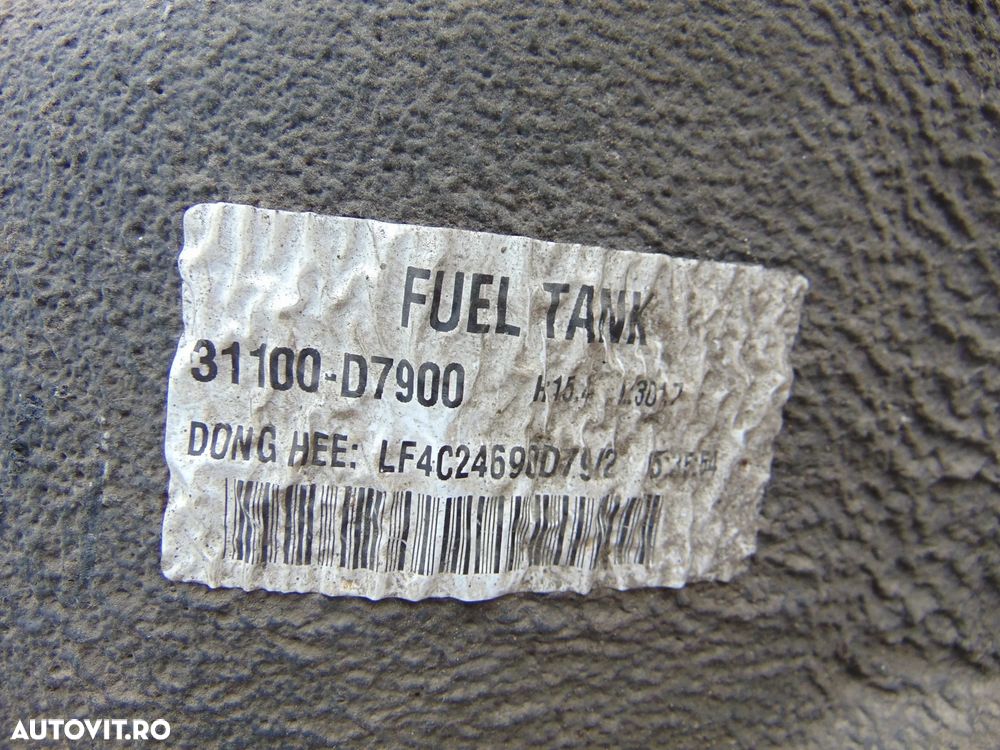 FUEL TANK
31100-D7900
DONG HEE:
AUTOVIT.RO